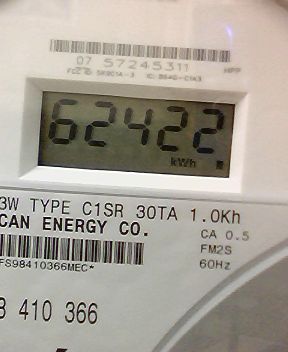 07 57245311
HPP
62422
kWh
3W TYPE C1SR 30TA 1.0Kh
CAN ENERGY CO.
CA 0.5
FM2S
60Hz
FS98410366MEC*
410 366